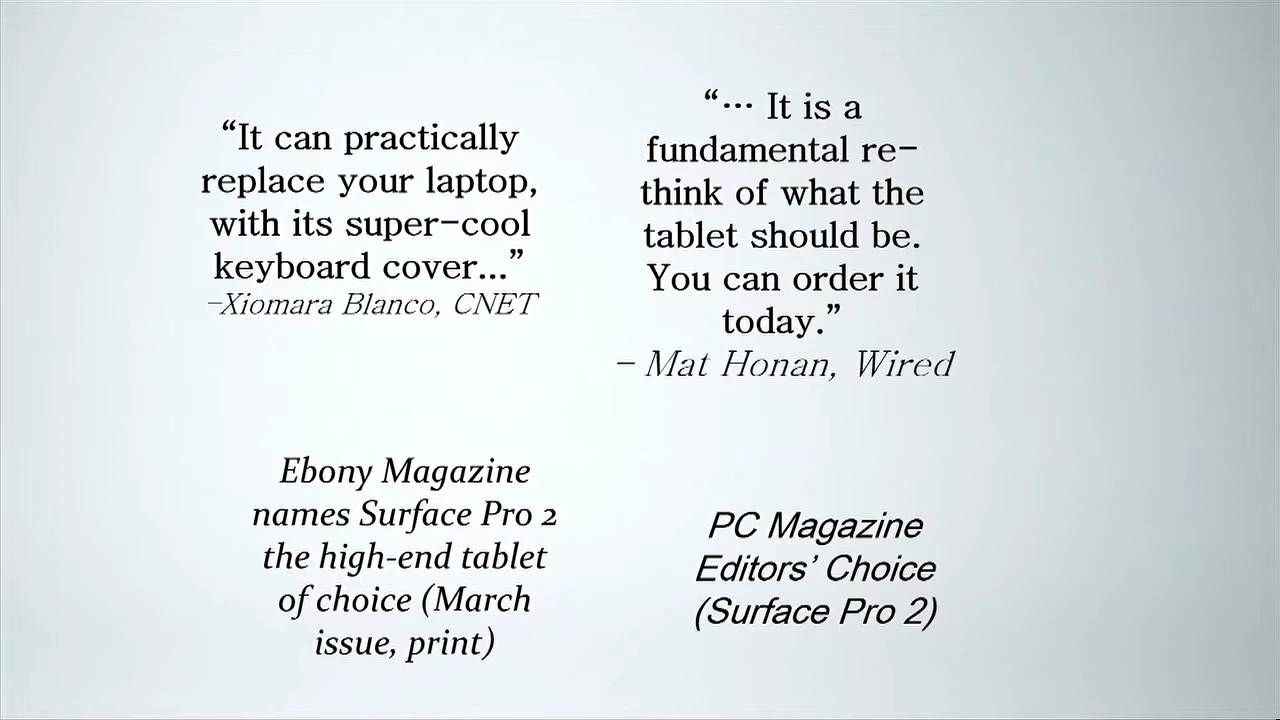 “It can practically
replace your laptop,
with its super-cool
keyboard cover...”
-Xiomara Blanco, CNET
“... It is a
fundamental re-
think of what the
tablet should be.
You can order it
today.”
- Mat Honan, Wired
Ebony Magazine
names Surface Pro 2
the high-end tablet
of choice (March
issue, print)
PC Magazine
Editors’ Choice
(Surface Pro 2)